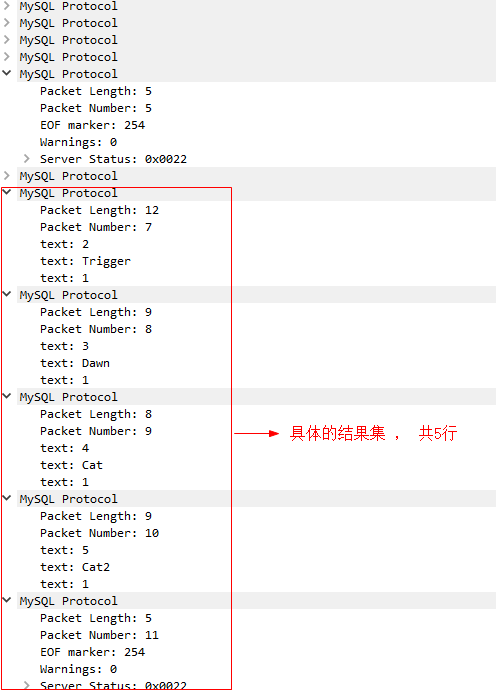 MySQL Protocol
MySQL Protocol
MySQL Protocol
MySQL Protocol
MySQL Protocol
Packet Length: 5
Packet Number: 5
EOF marker: 254
Warnings: 0
Server Status: 0x0022
MySQL Protocol
MySQL Protocol
Packet Length: 12
Packet Number: 7
text: 2
text: Trigger
text: 1
MySQL Protocol
Packet Length: 9
Packet Number: 8
text: 3
text: Dawn
text: 1
MySQL Protocol
Packet Length: 8
Packet Number: 9
text: 4
text: Cat
text: 1
具体的结果集 ， 共5行
MySQL Protocol
Packet Length: 9
Packet Number: 10
text: 5
text: Cat2
text: 1
MySQL Protocol
Packet Length: 5
Packet Number: 11
EOF marker: 254
Warnings: 0
Server Status: 0x0022